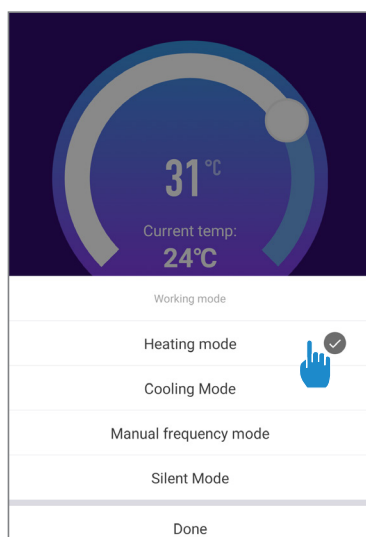 31°C
Current temp:
24°C
Working mode
Heating mode
Cooling Mode
Manual frequency mode
Silent Mode
Done